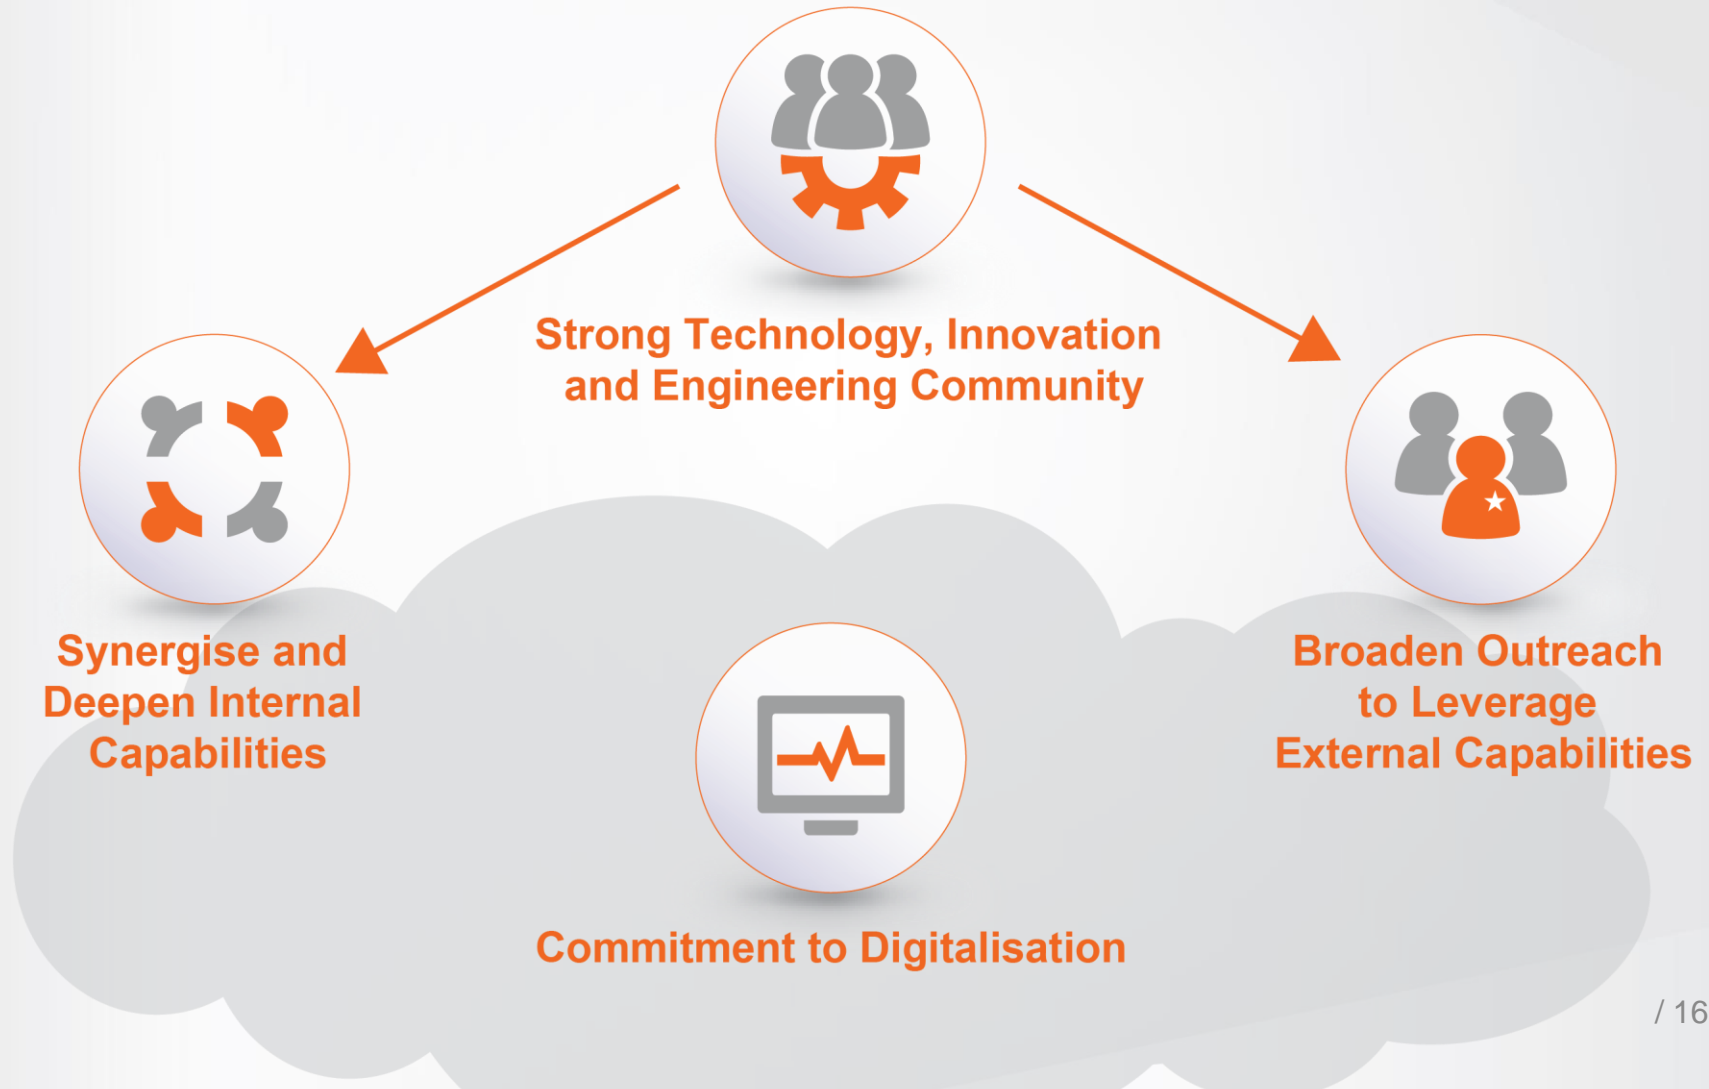 Strong Technology, Innovation
and Engineering Community
Synergise and
Deepen Internal
Capabilities
Broaden Outreach
to Leverage
External Capabilities
Commitment to Digitalisation
/ 16